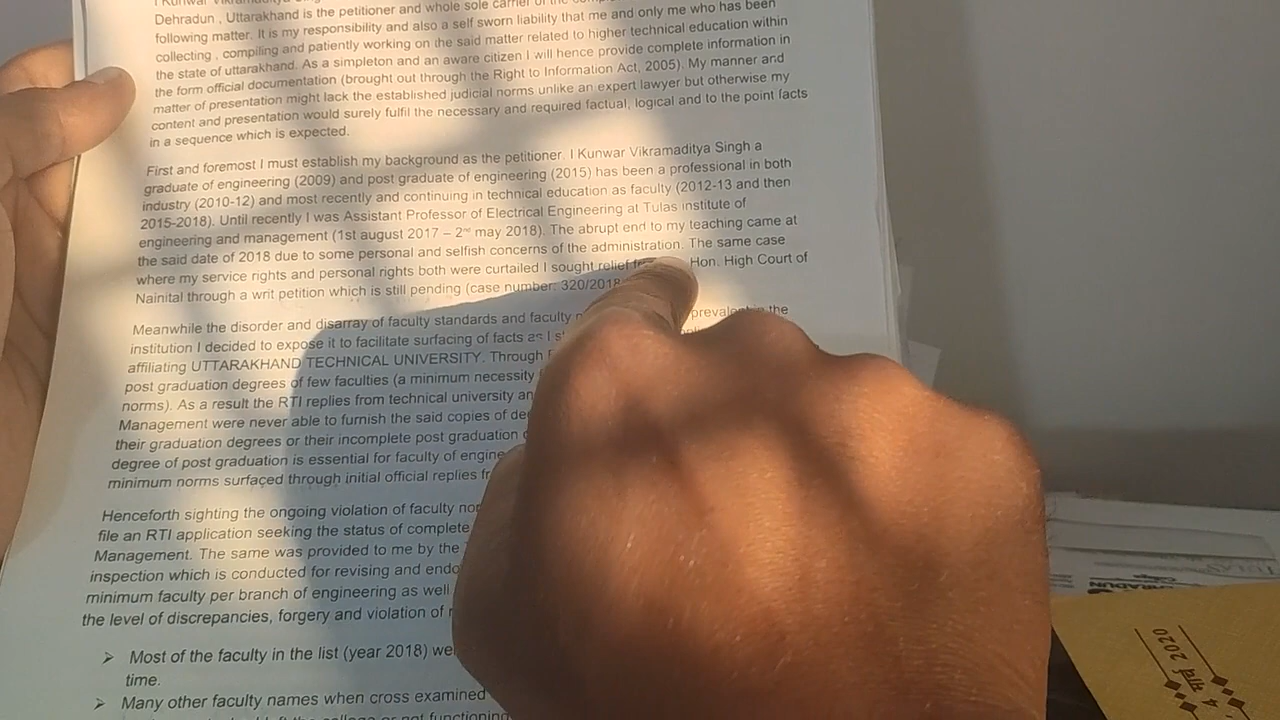 I Kunwar Vikramaditya
Dehradun , Uttarakhand is the petitioner and whole sole carrier of the
following matter. It is my responsibility and also a self sworn liability that me and only me who has been
collecting , compiling and patiently working on the said matter related to higher technical education within
the state of uttarakhand. As a simpleton and an aware citizen I will hence provide complete information in
the form official documentation (brought out through the Right to Information Act, 2005). My manner and
matter of presentation might lack the established judicial norms unlike an expert lawyer but otherwise my
content and presentation would surely fulfil the necessary and required factual, logical and to the point facts
in a sequence which is expected.
First and foremost I must establish my background as the petitioner. I Kunwar Vikramaditya Singh a
graduate of engineering (2009) and post graduate of engineering (2015) has been a professional in both
industry (2010-12) and most recently and continuing in technical education as faculty (2012-13 and then
2015-2018). Until recently I was Assistant Professor of Electrical Engineering at Tulas institute of
engineering and management (1st august 2017 – 2nd may 2018). The abrupt end to my teaching came at
the said date of 2018 due to some personal and selfish concerns of the administration. The same case
where my service rights and personal rights both were curtailed I sought relief Hon. High Court of
Nainital through a writ petition which is still pending (case number: 320/2018
Meanwhile the disorder and disarray of faculty standards and faculty prevalent in the
institution I decided to expose it to facilitate surfacing of facts as I
affiliating UTTARAKHAND TECHNICAL UNIVERSITY. Through
post graduation degrees of few faculties (a minimum necessity
norms). As a result the RTI replies from technical university an
Management were never able to furnish the said copies of de
their graduation degrees or their incomplete post graduation
degree of post graduation is essential for faculty of engine
minimum norms surfaced through initial official replies fr
Henceforth sighting the ongoing violation of faculty nor
file an RTI application seeking the status of complete
Management. The same was provided to me by the
inspection which is conducted for revising and endo
minimum faculty per branch of engineering as well
the level of discrepancies, forgery and violation of
➢ Most of the faculty in the list (year 2018) we
time.
➢ Many other faculty names when cross examined
2020